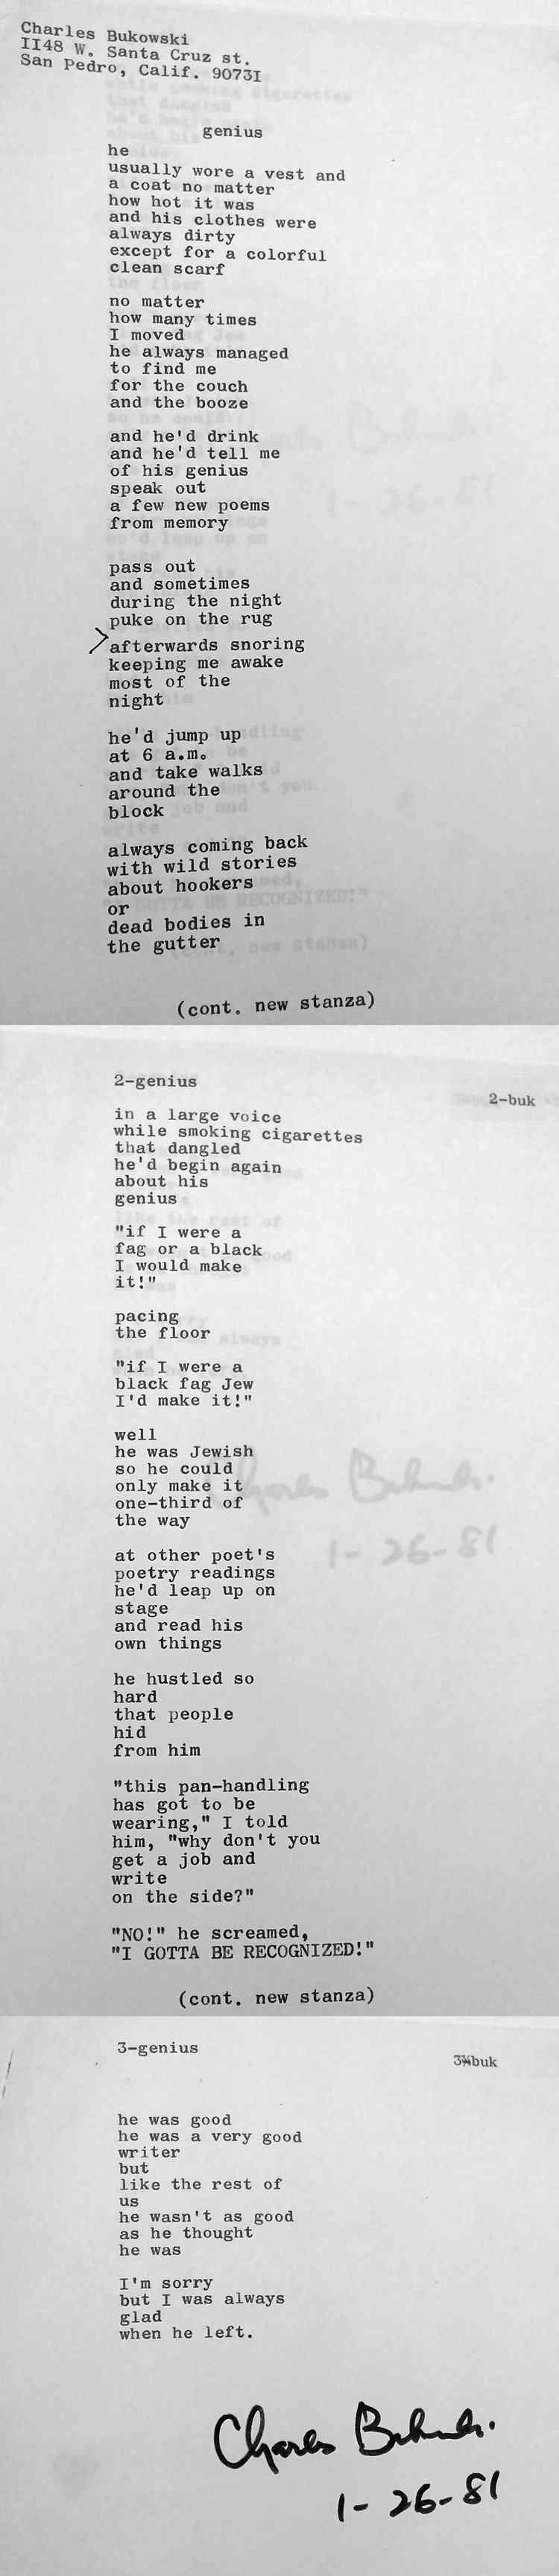 Charles Bukowski
II48 W. Santa Cruz st.
San Pedro, Calif. 9073I
genius
he
usually wore a vest and
a coat no matter
how hot it was
and his clothes were
always dirty
except for a colorful
clean scarf
no matter
how many times
I moved
he always managed
to find me
for the couch
and the booze
and he'd drink
and he'd tell me
of his genius
speak out
a few new poems
from memory
pass out
and sometimes
during the night
puke on the rug
afterwards snoring
keeping me awake
most of the
night
he'd jump up
at 6 a.m.
and take walks
around the
block
always coming back
with wild stories
about hookers
or
dead bodies in
the gutter
(cont. new stanza)
2-genius
2-buk
in a large voice
while smoking cigarettes
that dangled
he'd begin again
about his
genius
"if I were a
fag or a black
I would make
it!"
pacing
the floor
"if I were a
black fag Jew
I'd make it!"
well
he was Jewish
so he could
only make it
one-third of
the way
at other poet's
poetry readings
he'd leap up on
stage
and read his
own things
he hustled so
hard
that people
hid
from him
"this pan-handling
has got to be
wearing," I told
him, "why don't you
get a job and
write
on the side?"
"NO!" he screamed,
"I GOTTA BE RECOGNIZED!"
(cont. new stanza)
3-genius
3-buk
he was good
he was a very good
writer
but
like the rest of
us
he wasn't as good
as he thought
he was
I'm sorry
but I was always
glad
when he left.
Charles Bukowski.
1-26-81